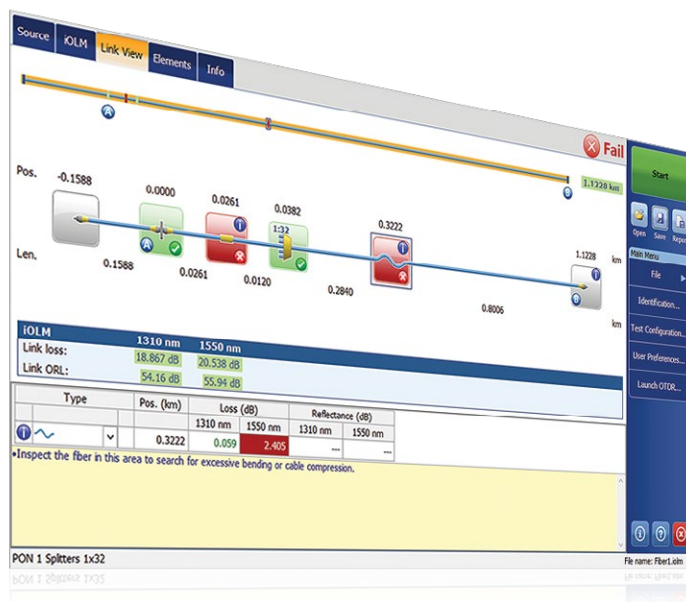 Source iOLM Link View Elements Info
A
Fail
B 1.1228 km
Pos. -0.1588 0.0000 0.0261 0.0382 0.3222 1.1228 km
1:32
A
B
Len. 0.1588 0.0261 0.0120 0.2840 0.8006 km
iOLM 1310 nm 1550 nm
Link loss: 18.867 dB 20.538 dB
Link ORL: 54.16 dB 55.94 dB
Type Pos. (km) Loss (dB) Reflectance (dB)
1310 nm 1550 nm 1310 nm 1550 nm
0.3222 0.059 2.405 --- ---
•Inspect the fiber in this area to search for excessive bending or cable compression.
PON 1 Splitters 1x32
File name: Fiber1.iolm
Start
Open Save Repor
Main Menu
File
Identification...
Test Configuration...
User Preferences...
Launch OTDR...